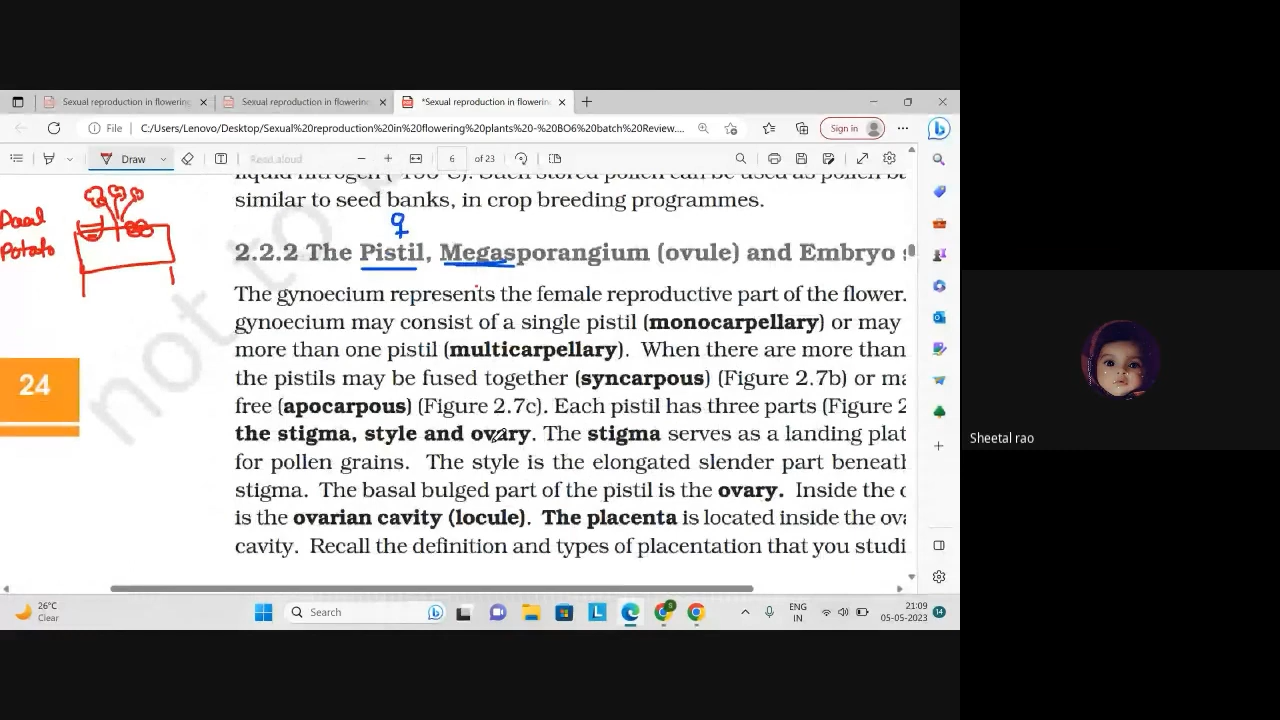 Sexual reproduction in flowering
Sexual reproduction in flowerin
*Sexual reproduction in flowerin
File
C:/Users/Lenovo/Desktop/Sexual%20reproduction%20in%20flowering%20plants%20-%20BO6%20batch%20Review....
Sign in
Draw
Read aloud
6
of 23
similar to seed banks, in crop breeding programmes.
Daal
Potato
♀
2.2.2 The Pistil, Megasporangium (ovule) and Embryo
The gynoecium represents the female reproductive part of the flower.
gynoecium may consist of a single pistil (monocarpellary) or may
more than one pistil (multicarpellary). When there are more than
the pistils may be fused together (syncarpous) (Figure 2.7b) or ma
free (apocarpous) (Figure 2.7c). Each pistil has three parts (Figure 2
the stigma, style and ovary. The stigma serves as a landing plat
for pollen grains. The style is the elongated slender part beneath
stigma. The basal bulged part of the pistil is the ovary. Inside the
is the ovarian cavity (locule). The placenta is located inside the ova
cavity. Recall the definition and types of placentation that you studi
24
not to
Sheetal rao
26°C
Clear
Search
ENG
IN
21:09
05-05-2023
14